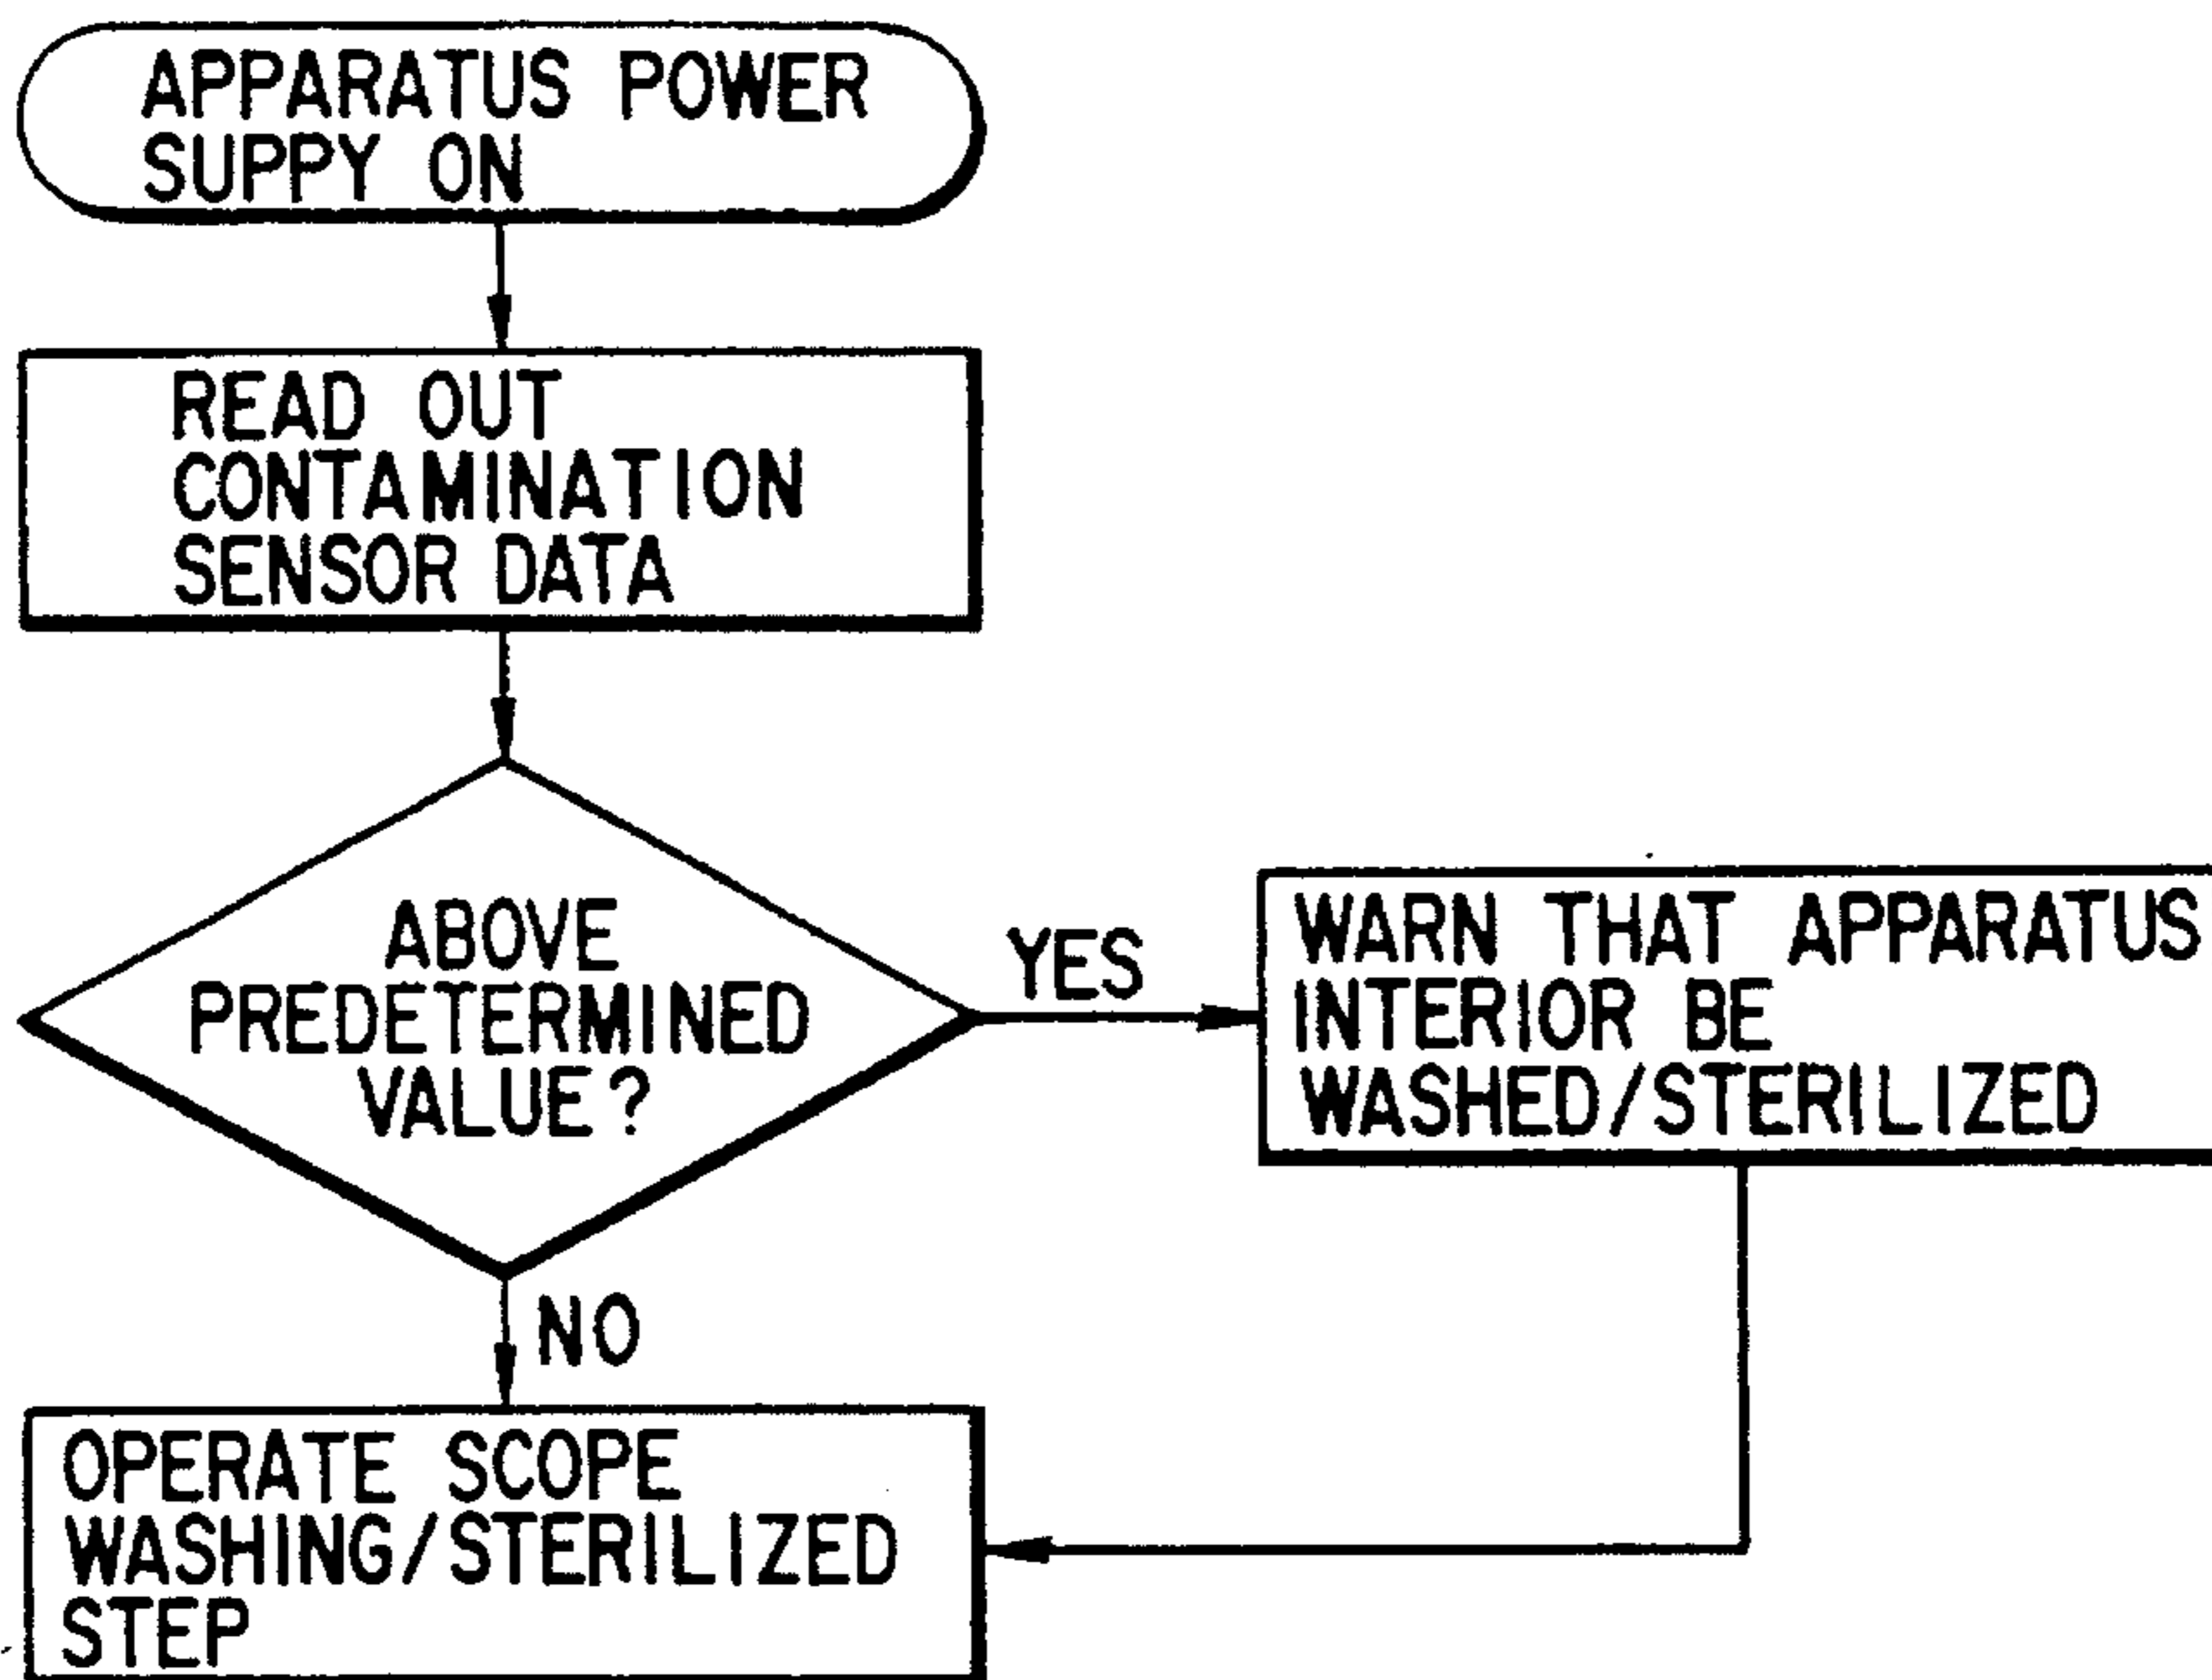 APPARATUS POWER
SUPPY ON
READ OUT
CONTAMINATION
SENSOR DATA
ABOVE
PREDETERMINED
VALUE?
YES
WARN THAT APPARATUS
INTERIOR BE
WASHED/STERILIZED
NO
OPERATE SCOPE
WASHING/STERILIZED
STEP